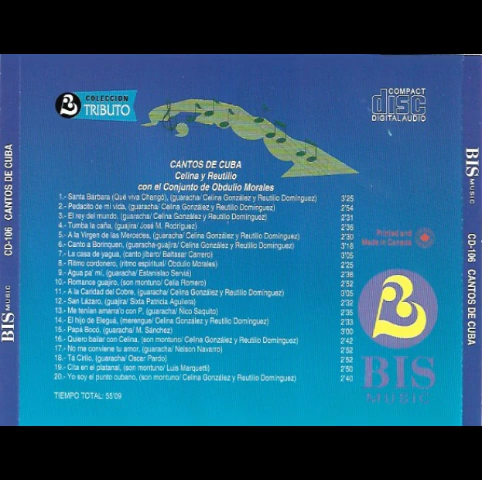 COLECCION
TRIBUTO
COMPACT
disc
DIGITAL AUDIO
CANTOS DE CUBA
Celina y Reutilio
con el Conjunto de Obdulio Morales
1.- Santa Bárbara (Qué viva Changó), (guaracha/ Celina González y Reutilio Domínguez) 3'25
2.- Pedacito de mi vida, (guaracha/ Celina González y Reutilio Domínguez) 2'54
3.- El rey del mundo, (guaracha/ Celina González y Reutilio Domínguez) 2'31
4.- Tumba la caña, (guajira/ José M. Rodríguez) 2'36
5.- A la Virgen de las Mercedes, (guaracha/ Celina González y Reutilio Domínguez) 2'30
6.- Canto a Borinquen, (guaracha-guajira/ Celina González y Reutilio Domínguez) 3'18
7.- La casa de yagua, (canto jíbaro/ Baltasar Carrero) 3'05
8.- Ritmo cordonero, (ritmo espiritual/ Obdulio Morales) 2'25
9.- Agua pa' mí, (guaracha/ Estanislao Serviá) 2'36
10.- Romance guajiro, (son montuno/ Celia Romero) 2'52
11.- A la Caridad del Cobre, (guaracha/ Celina González y Reutilio Domínguez) 3'05
12.- San Lázaro, (guajira/ Sixta Patricia Aguilera) 2'32
13.- Me tenían amarra'o con P, (guaracha/ Ñico Saquito) 2'35
14.- El hijo de Eleguá, (merengue/ Celina González y Reutilio Domínguez) 2'33
15.- Papá Bocó, (guaracha/ M. Sánchez) 3'00
16.- Quiero bailar con Celina, (son montuno/ Celina González y Reutilio Domínguez) 2'42
17.- No me conviene tu amor, (guaracha/ Nelson Navarro) 2'52
18.- Tá Cirilo, (guaracha/ Oscar Pardo) 2'52
19.- Cita en el platanal, (son montuno/ Luis Marquetti) 2'50
20.- Yo soy el punto cubano, (son montuno/ Celina González y Reutilio Domínguez) 2'40
TIEMPO TOTAL: 55'09
Printed and
Made in Canada
BIS
MUSIC
BIS MUSIC CD-106 CANTOS DE CUBA
BIS MUSIC CD-106 CANTOS DE CUBA